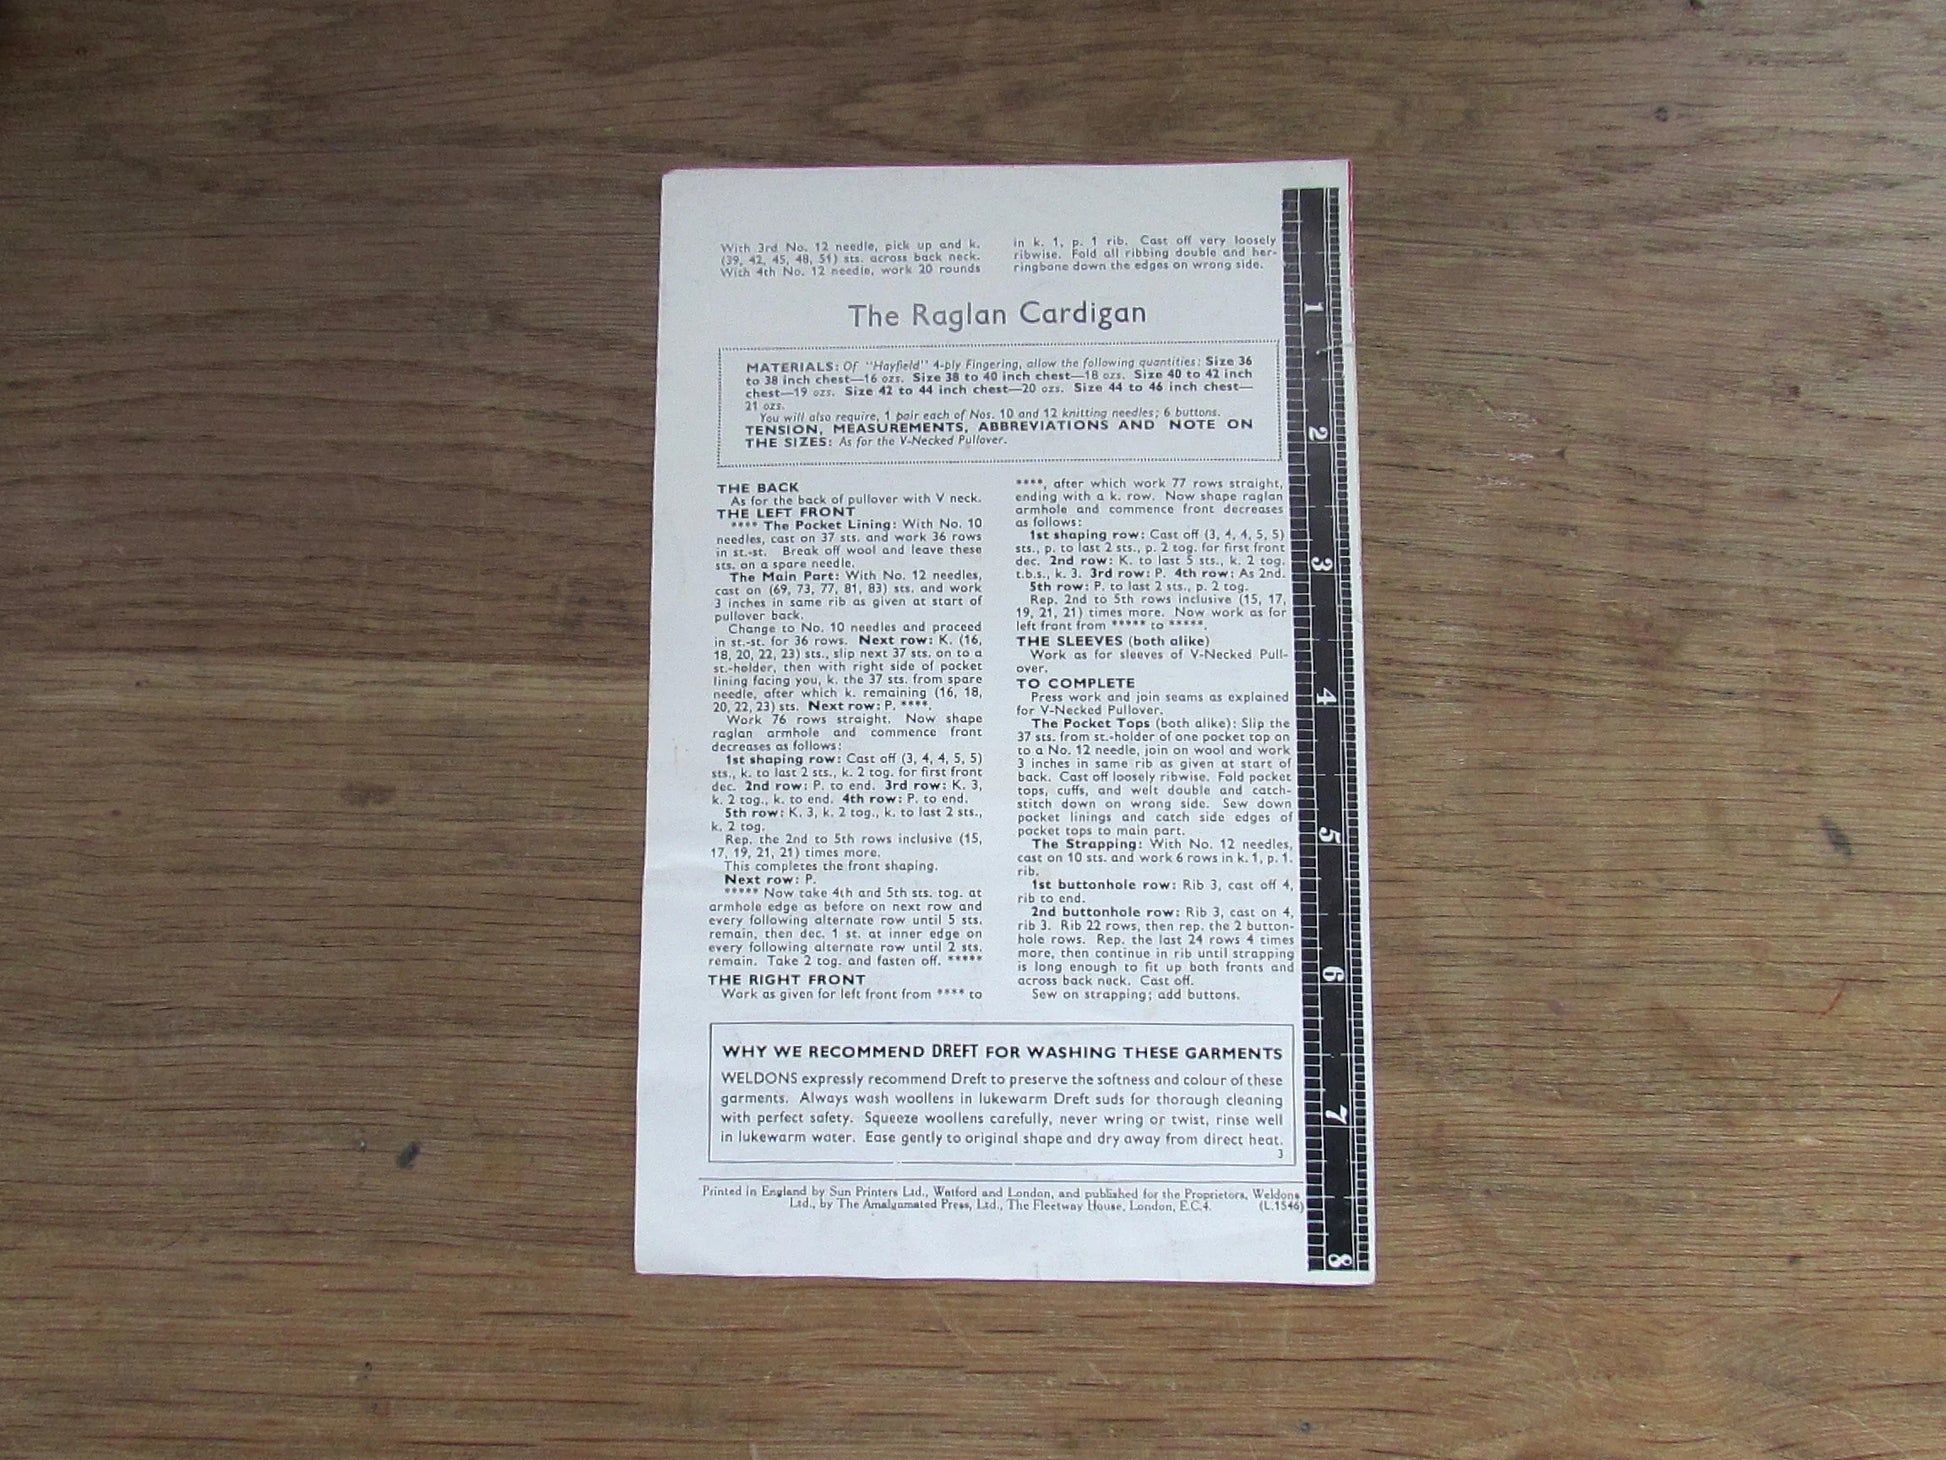 With 3rd No. 12 needle, pick up and k.
(39, 42, 45, 48, 51) sts. across back neck.
With 4th No. 12 needle, work 20 rounds
in k. 1, p. 1 rib. Cast off very loosely
ribwise. Fold all ribbing double and her-
ringbone down the edges on wrong side.
The Raglan Cardigan
MATERIALS: Of "Hayfield" 4-ply Fingering, allow the following quantities: Size 36
to 38 inch chest—16 ozs. Size 38 to 40 inch chest—18 ozs. Size 40 to 42 inch
chest—19 ozs. Size 42 to 44 inch chest—20 ozs. Size 44 to 46 inch chest—
21 ozs.
You will also require, 1 pair each of Nos. 10 and 12 knitting needles; 6 buttons.
TENSION, MEASUREMENTS, ABBREVIATIONS AND NOTE ON
THE SIZES: As for the V-Necked Pullover.
THE BACK
As for the back of pullover with V neck.
THE LEFT FRONT
**** The Pocket Lining: With No. 10
needles, cast on 37 sts. and work 36 rows
in st.-st. Break off wool and leave these
sts. on a spare needle.
The Main Part: With No. 12 needles,
cast on (69, 73, 77, 81, 83) sts. and work
3 inches in same rib as given at start of
pullover back.
Change to No. 10 needles and proceed
in st.-st. for 36 rows. Next row: K. (16,
18, 20, 22, 23) sts., slip next 37 sts. on to a
st.-holder, then with right side of pocket
lining facing you, k. the 37 sts. from spare
needle, after which k. remaining (16, 18,
20, 22, 23) sts. Next row: P. ****.
Work 76 rows straight. Now shape
raglan armhole and commence front
decreases as follows:
1st shaping row: Cast off (3, 4, 4, 5, 5)
sts., k. to last 2 sts., k. 2 tog. for first front
dec. 2nd row: P. to end. 3rd row: K. 3,
k. 2 tog., k. to end. 4th row: P. to end.
5th row: K. 3, k. 2 tog., k. to last 2 sts.,
k. 2 tog.
Rep. the 2nd to 5th rows inclusive (15,
17, 19, 21, 21) times more.
This completes the front shaping.
Next row: P.
***** Now take 4th and 5th sts. tog. at
armhole edge as before on next row and
every following alternate row until 5 sts.
remain, then dec. 1 st. at inner edge on
every following alternate row until 2 sts.
remain. Take 2 tog. and fasten off. *****
THE RIGHT FRONT
Work as given for left front from **** to
****, after which work 77 rows straight,
ending with a k. row. Now shape raglan
armhole and commence front decreases
as follows:
1st shaping row: Cast off (3, 4, 4, 5, 5)
sts., p. to last 2 sts., p. 2 tog. for first front
dec. 2nd row: K. to last 5 sts., k. 2 tog.
t.b.s., k. 3. 3rd row: P. 4th row: As 2nd.
5th row: P. to last 2 sts., p. 2 tog.
Rep. 2nd to 5th rows inclusive (15, 17,
19, 21, 21) times more. Now work as for
left front from ***** to *****.
THE SLEEVES (both alike)
Work as for sleeves of V-Necked Pull-
over.
TO COMPLETE
Press work and join seams as explained
for V-Necked Pullover.
The Pocket Tops (both alike): Slip the
37 sts. from st.-holder of one pocket top on
to a No. 12 needle, join on wool and work
3 inches in same rib as given at start of
back. Cast off loosely ribwise. Fold pocket
tops, cuffs, and welt double and catch-
stitch down on wrong side. Sew down
pocket linings and catch side edges of
pocket tops to main part.
The Strapping: With No. 12 needles,
cast on 10 sts. and work 6 rows in k. 1, p. 1.
rib.
1st buttonhole row: Rib 3, cast off 4,
rib to end.
2nd buttonhole row: Rib 3, cast on 4,
rib 3. Rib 22 rows, then rep. the 2 button-
hole rows. Rep. the last 24 rows 4 times
more, then continue in rib until strapping
is long enough to fit up both fronts and
across back neck. Cast off.
Sew on strapping; add buttons.
WHY WE RECOMMEND DREFT FOR WASHING THESE GARMENTS
WELDONS expressly recommend Dreft to preserve the softness and colour of these
garments. Always wash woollens in lukewarm Dreft suds for thorough cleaning
with perfect safety. Squeeze woollens carefully, never wring or twist, rinse well
in lukewarm water. Ease gently to original shape and dry away from direct heat.
3
Printed in England by Sun Printers Ltd., Watford and London, and published for the Proprietors, Weldons
Ltd., by The Amalgamated Press, Ltd., The Fleetway House, London, E.C.4. (L.1546)
1
2
3
4
5
6
7
8